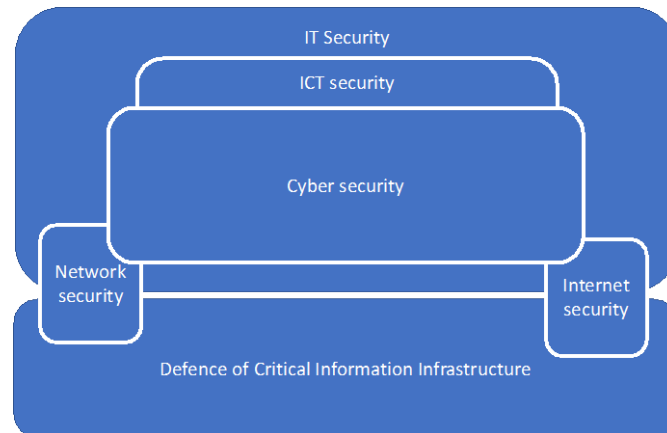 IT Security
ICT security
Cyber security
Network
security
Internet
security
Defence of Critical Information Infrastructure